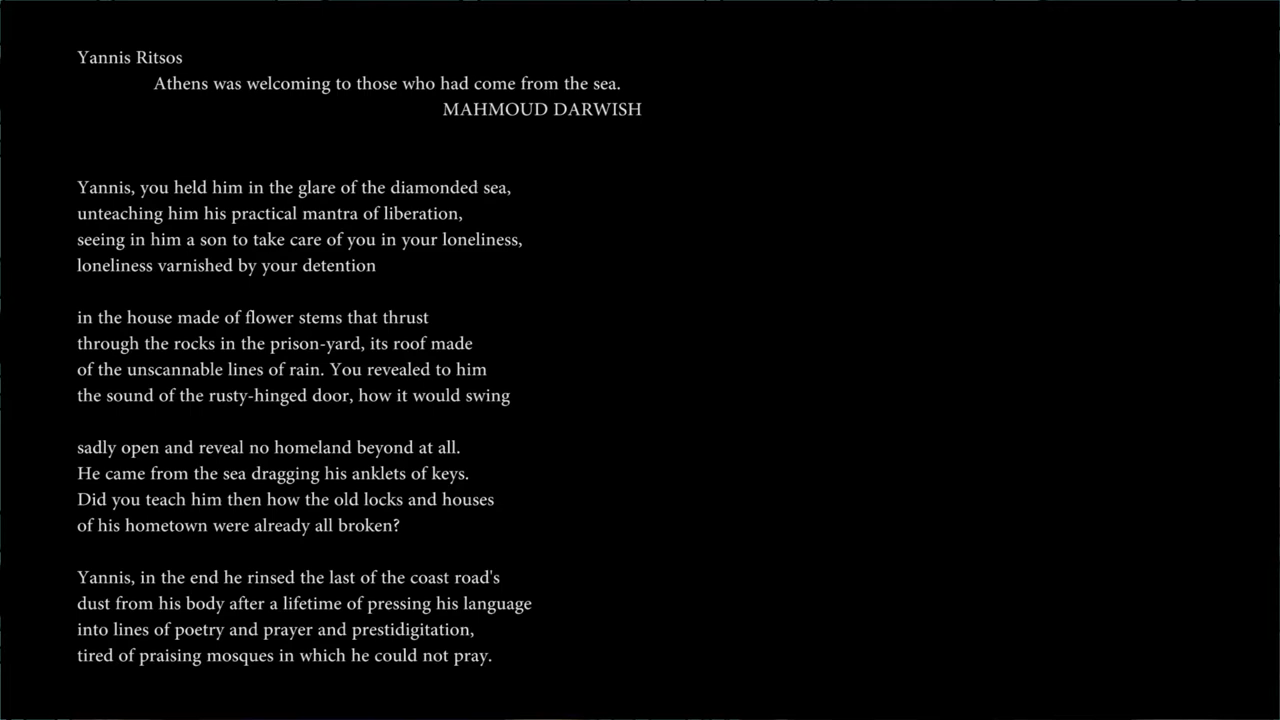 Yannis Ritsos
Athens was welcoming to those who had come from the sea.
MAHMOUD DARWISH
Yannis, you held him in the glare of the diamonded sea,
unteaching him his practical mantra of liberation,
seeing in him a son to take care of you in your loneliness,
loneliness varnished by your detention
in the house made of flower stems that thrust
through the rocks in the prison-yard, its roof made
of the unscannable lines of rain. You revealed to him
the sound of the rusty-hinged door, how it would swing
sadly open and reveal no homeland beyond at all.
He came from the sea dragging his anklets of keys.
Did you teach him then how the old locks and houses
of his hometown were already all broken?
Yannis, in the end he rinsed the last of the coast road's
dust from his body after a lifetime of pressing his language
into lines of poetry and prayer and prestidigitation,
tired of praising mosques in which he could not pray.